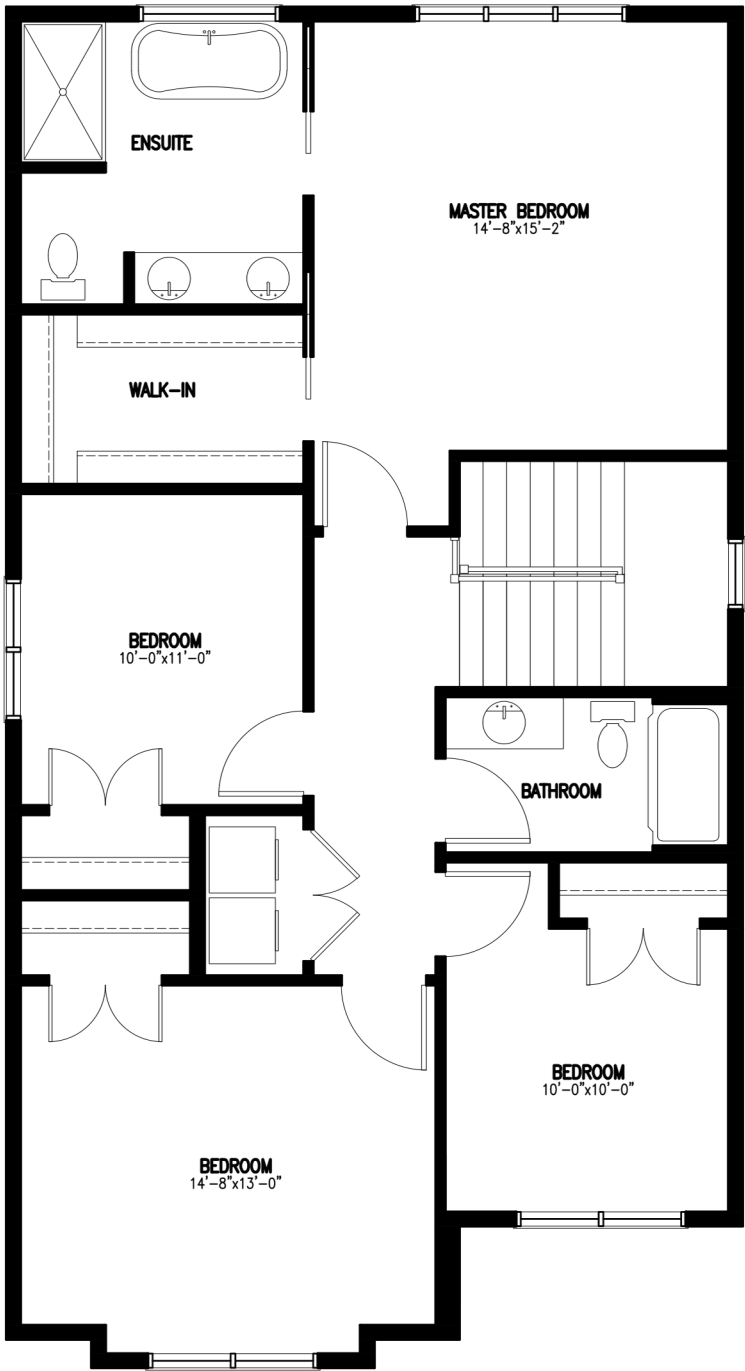 ENSUITE
MASTER BEDROOM
14'-8"x15'-2"
WALK-IN
BEDROOM
10'-0"x11'-0"
BATHROOM
BEDROOM
10'-0"x10'-0"
BEDROOM
14'-8"x13'-0"